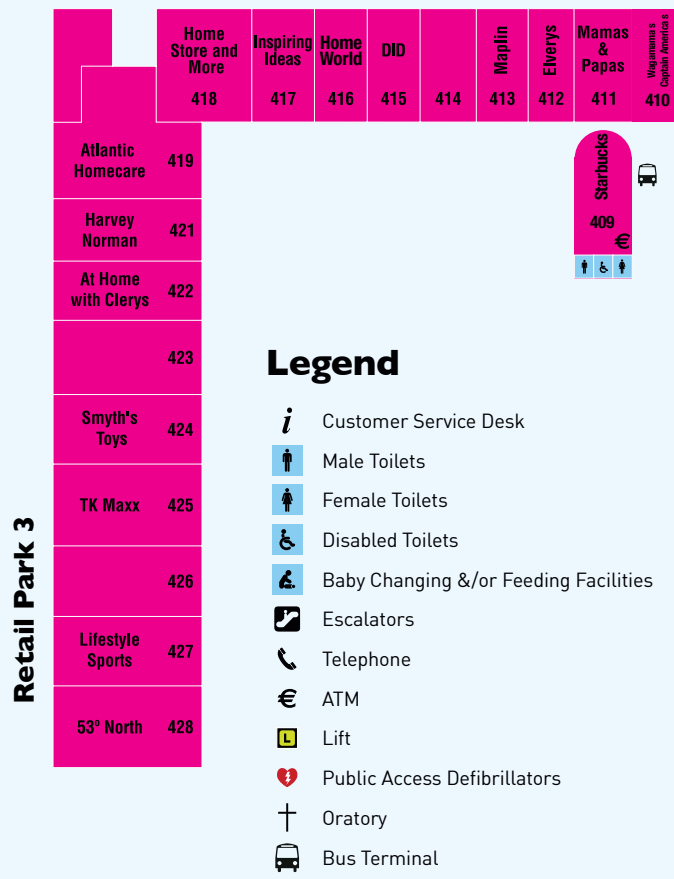 Home
Store and
More
418
Inspiring
Ideas
417
Home
World
416
DID
415
414
Maplin
413
Elverys
412
Mamas
&
Papas
411
Wagamamas
Captain Americas
410
Atlantic
Homecare
419
Harvey
Norman
421
At Home
with Clerys
422
423
Smyth's
Toys
424
TK Maxx
425
426
Lifestyle
Sports
427
53º North
428
Starbucks
409
€
Retail Park 3
Legend
i Customer Service Desk
Male Toilets
Female Toilets
Disabled Toilets
Baby Changing &/or Feeding Facilities
Escalators
Telephone
€ ATM
L Lift
Public Access Defibrillators
Oratory
Bus Terminal